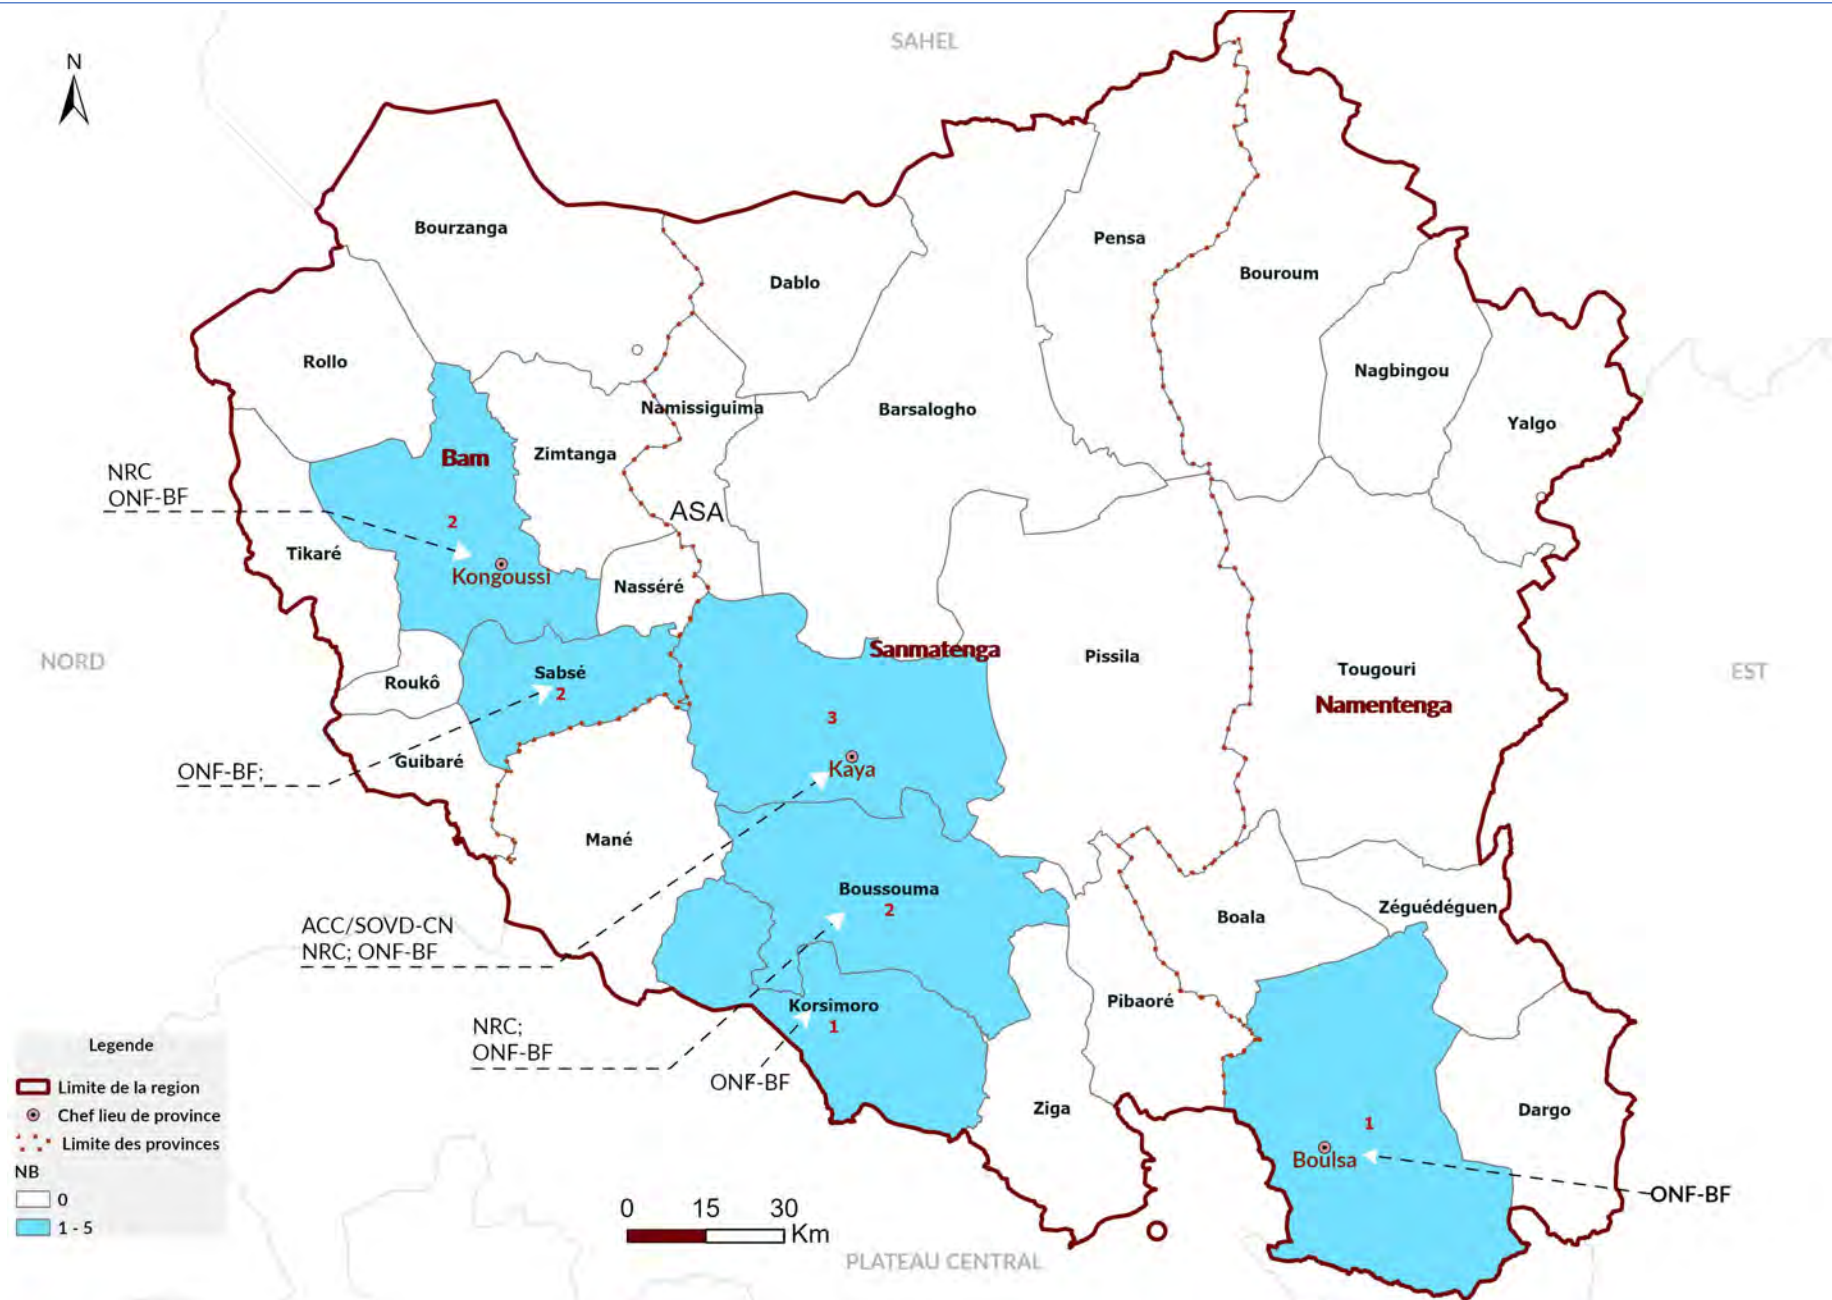 SAHEL
N
Bourzanga
Pensa
Dablo
Bouroum
Rollo
Nagbingou
Namissiguima
Barsalogho
Yalgo
Bam
Zimtanga
NRC
ONF-BF
2
ASA
Tikaré
Kongoussi
Nasséré
NORD
Sanmatenga
Pissila
Tougouri
EST
Roukô
Sabsé
2
Namentenga
3
Guibaré
ONF-BF;
Kaya
Mané
Boussouma
2
Boala
Zéguédéguen
ACC/SOVD-CN
NRC; ONF-BF
Korsimoro
1
Pibaoré
NRC;
ONF-BF
ONF-BF
Ziga
Dargo
1
Boulsa
ONF-BF
Legende
Limite de la region
Chef lieu de province
Limite des provinces
NB
0
1 - 5
0 15 30
Km
PLATEAU CENTRAL